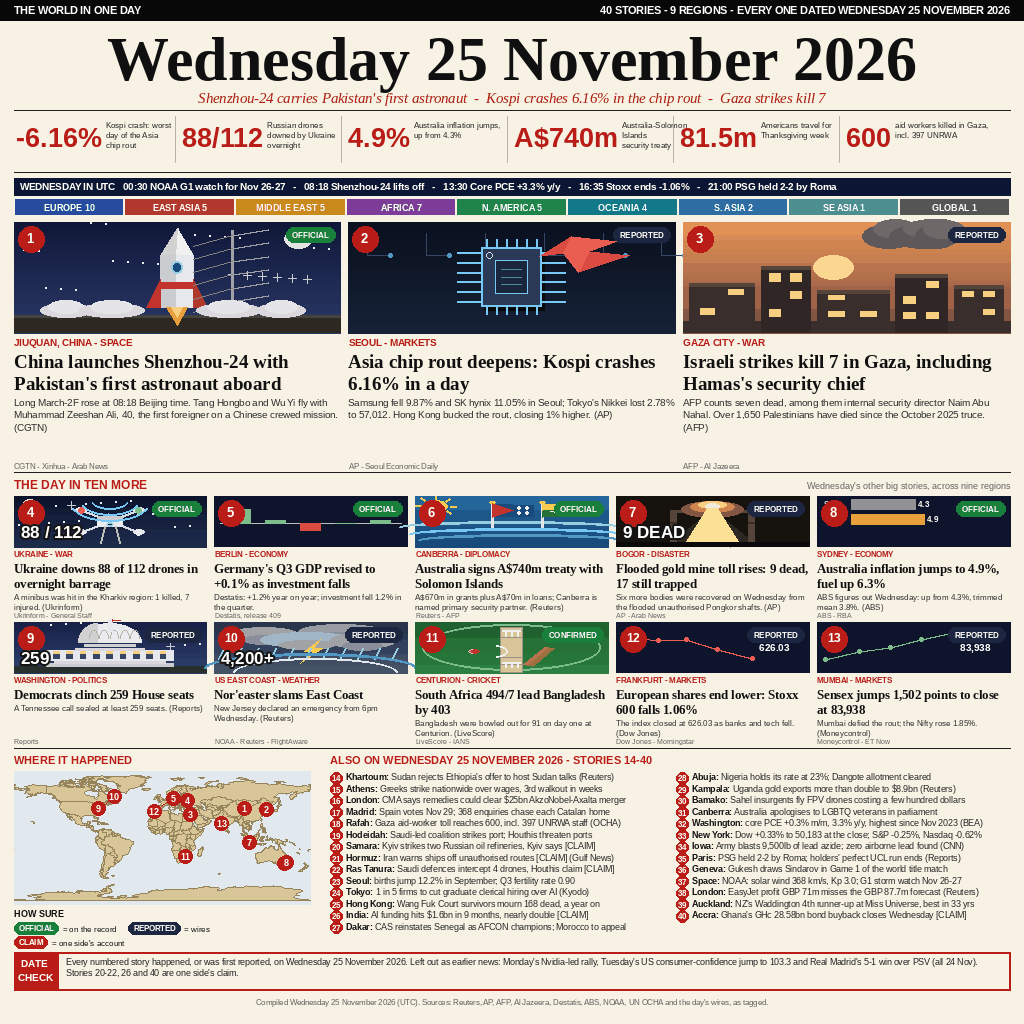 THE WORLD IN ONE DAY
40 STORIES - 9 REGIONS - EVERY ONE DATED WEDNESDAY 25 NOVEMBER 2026
Wednesday 25 November 2026
Shenzhou-24 carries Pakistan's first astronaut - Kospi crashes 6.16% in the chip rout - Gaza strikes kill 7
-6.16%
Kospi crash: worst
day of the Asia
chip rout
88/112
Russian drones
downed by Ukraine
overnight
4.9%
Australia inflation jumps,
up from 4.3%
A$740m
Australia-Solomon
Islands
security treaty
81.5m
Americans travel for
Thanksgiving week
600
aid workers killed in Gaza,
incl. 397 UNRWA
WEDNESDAY IN UTC 00:30 NOAA G1 watch for Nov 26-27 - 08:18 Shenzhou-24 lifts off - 13:30 Core PCE +3.3% y/y - 16:35 Stoxx ends -1.06% - 21:00 PSG held 2-2 by Roma
EUROPE 10
EAST ASIA 5
MIDDLE EAST 5
AFRICA 7
N. AMERICA 5
OCEANIA 4
S. ASIA 2
SE ASIA 1
GLOBAL 1
1
OFFICIAL
JIUQUAN, CHINA - SPACE
China launches Shenzhou-24 with
Pakistan's first astronaut aboard
Long March-2F rose at 08:18 Beijing time. Tang Hongbo and Wu Yi fly with
Muhammad Zeeshan Ali, 40, the first foreigner on a Chinese crewed mission.
(CGTN)
CGTN - Xinhua - Arab News
2
REPORTED
SEOUL - MARKETS
Asia chip rout deepens: Kospi crashes
6.16% in a day
Samsung fell 9.87% and SK hynix 11.05% in Seoul; Tokyo's Nikkei lost 2.78%
to 57,012. Hong Kong bucked the rout, closing 1% higher. (AP)
AP - Seoul Economic Daily
3
REPORTED
GAZA CITY - WAR
Israeli strikes kill 7 in Gaza, including
Hamas's security chief
AFP counts seven dead, among them internal security director Naim Abu
Nahal. Over 1,650 Palestinians have died since the October 2025 truce.
(AFP)
AFP - Al Jazeera
THE DAY IN TEN MORE
Wednesday's other big stories, across nine regions
4
OFFICIAL
88 / 112
UKRAINE - WAR
Ukraine downs 88 of 112 drones in
overnight barrage
A minibus was hit in the Kharkiv region: 1 killed, 7
injured. (Ukrinform)
Ukrinform - General Staff
5
OFFICIAL
BERLIN - ECONOMY
Germany's Q3 GDP revised to
+0.1% as investment falls
Destatis: +1.2% year on year; investment fell 1.2% in
the quarter.
Destatis, release 409
6
OFFICIAL
CANBERRA - DIPLOMACY
Australia signs A$740m treaty with
Solomon Islands
A$670m in grants plus A$70m in loans; Canberra is
named primary security partner. (Reuters)
Reuters - AFP
7
REPORTED
9 DEAD
BOGOR - DISASTER
Flooded gold mine toll rises: 9 dead,
17 still trapped
Six more bodies were recovered on Wednesday from
the flooded unauthorised Pongkor shafts. (AP)
AP - Arab News
8
OFFICIAL
4.3
4.9
SYDNEY - ECONOMY
Australia inflation jumps to 4.9%,
fuel up 6.3%
ABS figures out Wednesday: up from 4.3%, trimmed
mean 3.8%. (ABS)
ABS - RBA
9
REPORTED
259
WASHINGTON - POLITICS
Democrats clinch 259 House seats
A Tennessee call sealed at least 259 seats. (Reports)
Reports
10
REPORTED
4,200+
US EAST COAST - WEATHER
Nor'easter slams East Coast
New Jersey declared an emergency from 6pm
Wednesday. (Reuters)
NOAA - Reuters - FlightAware
11
CONFIRMED
CENTURION - CRICKET
South Africa 494/7 lead Bangladesh
by 403
Bangladesh were bowled out for 91 on day one at
Centurion. (LiveScore)
LiveScore - IANS
12
REPORTED
626.03
FRANKFURT - MARKETS
European shares end lower: Stoxx
600 falls 1.06%
The index closed at 626.03 as banks and tech fell.
(Dow Jones)
Dow Jones - Morningstar
13
REPORTED
83,938
MUMBAI - MARKETS
Sensex jumps 1,502 points to close
at 83,938
Mumbai defied the rout; the Nifty rose 1.85%.
(Moneycontrol)
Moneycontrol - ET Now
WHERE IT HAPPENED
10
9
12
5
4
3
1
2
13
7
11
8
HOW SURE
OFFICIAL = on the record REPORTED = wires
CLAIM = one side's account
ALSO ON WEDNESDAY 25 NOVEMBER 2026 - STORIES 14-40
14 Khartoum: Sudan rejects Ethiopia's offer to host Sudan talks (Reuters)
15 Athens: Greeks strike nationwide over wages, 3rd walkout in weeks
16 London: CMA says remedies could clear $25bn AkzoNobel-Axalta merger
17 Madrid: Spain votes Nov 29; 368 enquiries chase each Catalan home
18 Rafah: Gaza aid-worker toll reaches 600, incl. 397 UNRWA staff (OCHA)
19 Hodeidah: Saudi-led coalition strikes port; Houthis threaten ports
20 Samara: Kyiv strikes two Russian oil refineries, Kyiv says [CLAIM]
21 Hormuz: Iran warns ships off unauthorised routes [CLAIM] (Gulf News)
22 Ras Tanura: Saudi defences intercept 4 drones, Houthis claim [CLAIM]
23 Seoul: births jump 12.2% in September; Q3 fertility rate 0.90
24 Tokyo: 1 in 5 firms to cut graduate clerical hiring over AI (Kyodo)
25 Hong Kong: Wang Fuk Court survivors mourn 168 dead, a year on
26 India: AI funding hits $1.6bn in 9 months, nearly double [CLAIM]
27 Dakar: CAS reinstates Senegal as AFCON champions; Morocco to appeal
28 Abuja: Nigeria holds its rate at 23%; Dangote allotment cleared
29 Kampala: Uganda gold exports more than double to $8.9bn (Reuters)
30 Bamako: Sahel insurgents fly FPV drones costing a few hundred dollars
31 Canberra: Australia apologises to LGBTQ veterans in parliament
32 Washington: core PCE +0.3% m/m, 3.3% y/y, highest since Nov 2023 (BEA)
33 New York: Dow +0.33% to 50,183 at the close; S&P -0.25%, Nasdaq -0.62%
34 Iowa: Army blasts 9,500lb of lead azide; zero airborne lead found (CNN)
35 Paris: PSG held 2-2 by Roma; holders' perfect UCL run ends (Reports)
36 Geneva: Gukesh draws Sindarov in Game 1 of the world title match
37 Space: NOAA: solar wind 368 km/s, Kp 3.0; G1 storm watch Nov 26-27
38 London: EasyJet profit GBP 71m misses the GBP 87.7m forecast (Reuters)
39 Auckland: NZ's Waddington 4th runner-up at Miss Universe, best in 33 yrs
40 Accra: Ghana's GHc 28.58bn bond buyback closes Wednesday [CLAIM]
DATE
CHECK
Every numbered story happened, or was first reported, on Wednesday 25 November 2026. Left out as earlier news: Monday's Nvidia-led rally, Tuesday's US consumer-confidence jump to 103.3 and Real Madrid's 5-1 win over PSV (all 24 Nov).
Stories 20-22, 26 and 40 are one side's claim.
Compiled Wednesday 25 November 2026 (UTC). Sources: Reuters, AP, AFP, Al Jazeera, Destatis, ABS, NOAA, UN OCHA and the day's wires, as tagged.